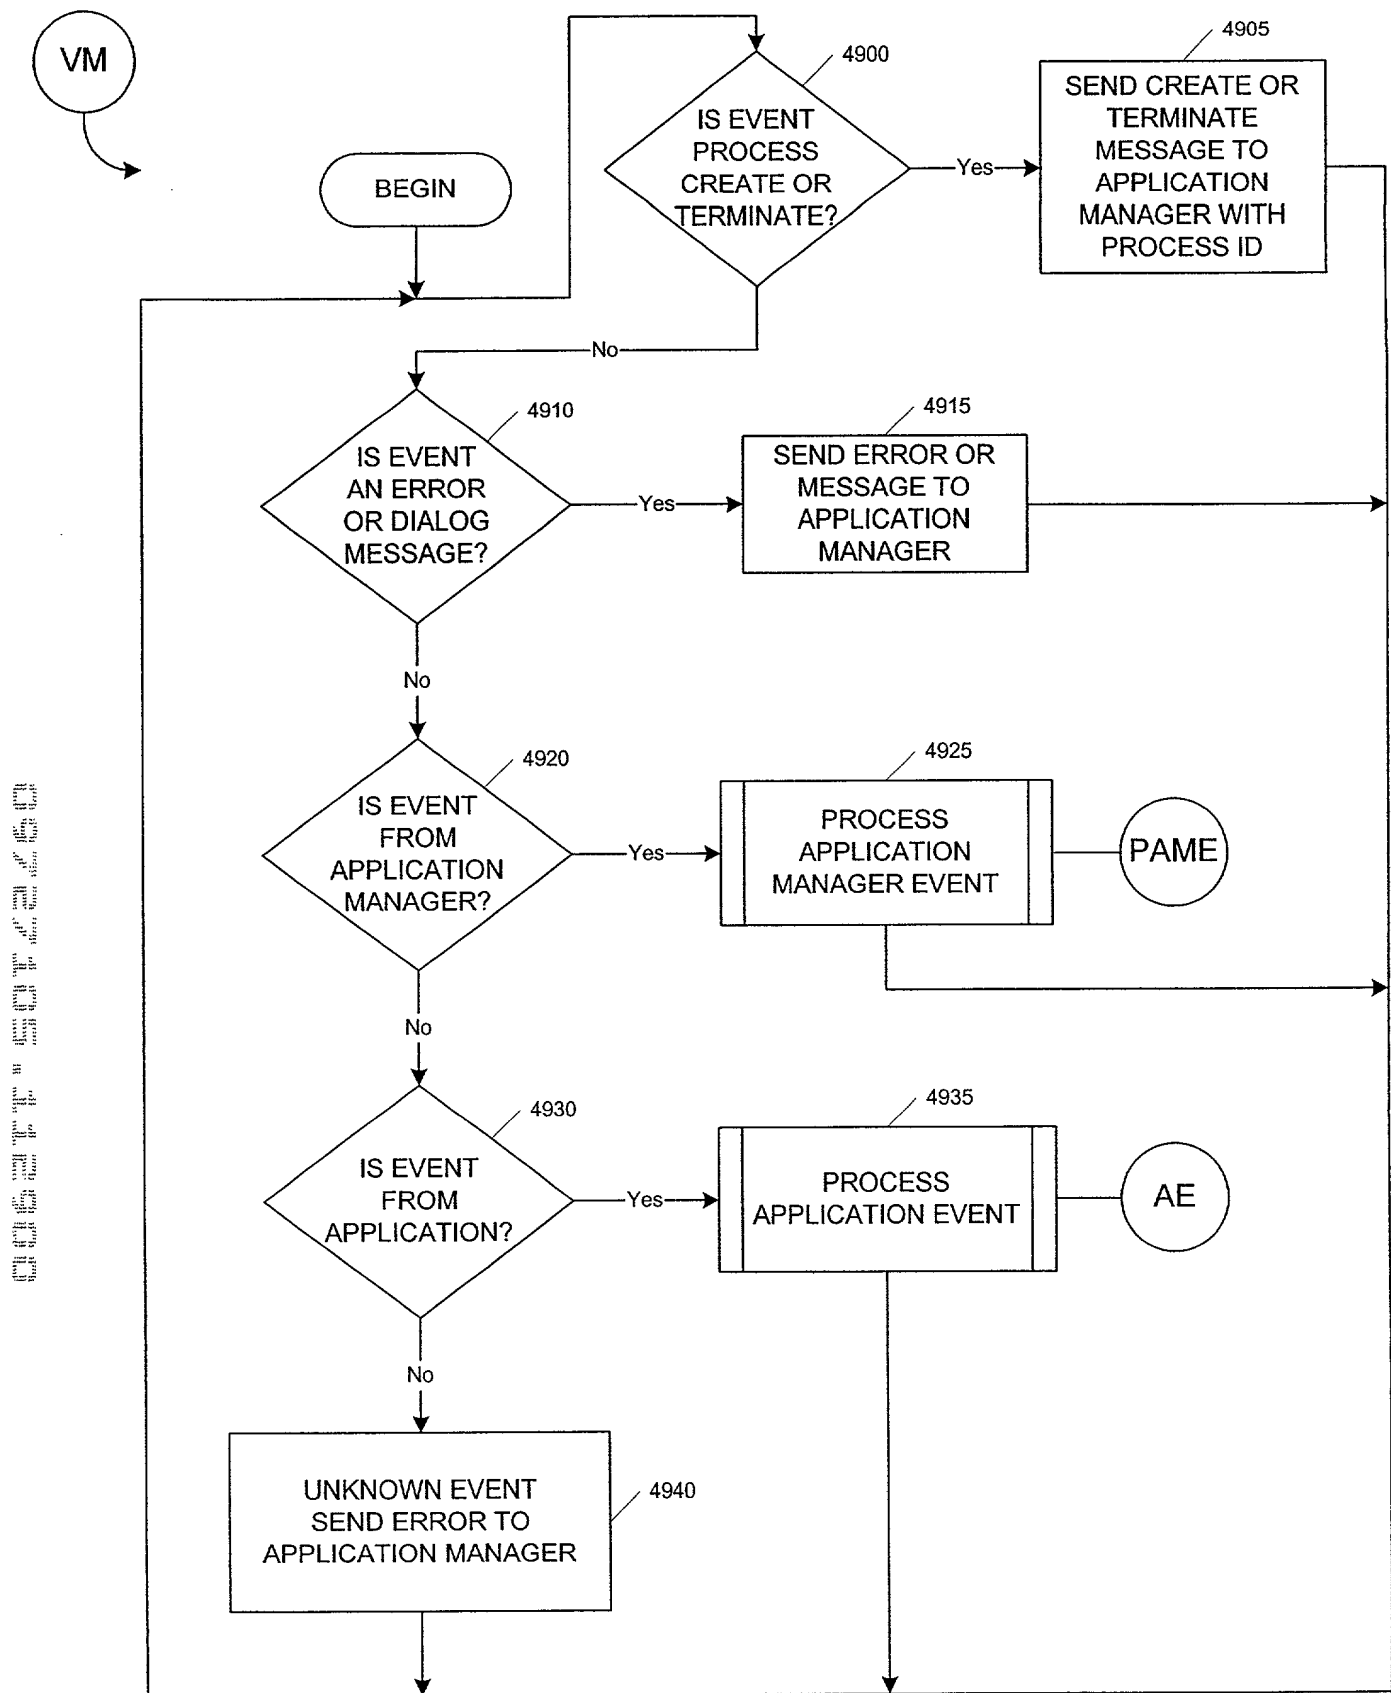 VM
BEGIN
4900
IS EVENT
PROCESS
CREATE OR
TERMINATE?
Yes
4905
SEND CREATE OR
TERMINATE
MESSAGE TO
APPLICATION
MANAGER WITH
PROCESS ID
No
4910
IS EVENT
AN ERROR
OR DIALOG
MESSAGE?
Yes
4915
SEND ERROR OR
MESSAGE TO
APPLICATION
MANAGER
No
4920
IS EVENT
FROM
APPLICATION
MANAGER?
Yes
4925
PROCESS
APPLICATION
MANAGER EVENT
PAME
No
4930
IS EVENT
FROM
APPLICATION?
Yes
4935
PROCESS
APPLICATION EVENT
AE
No
4940
UNKNOWN EVENT
SEND ERROR TO
APPLICATION MANAGER
09727105.112900